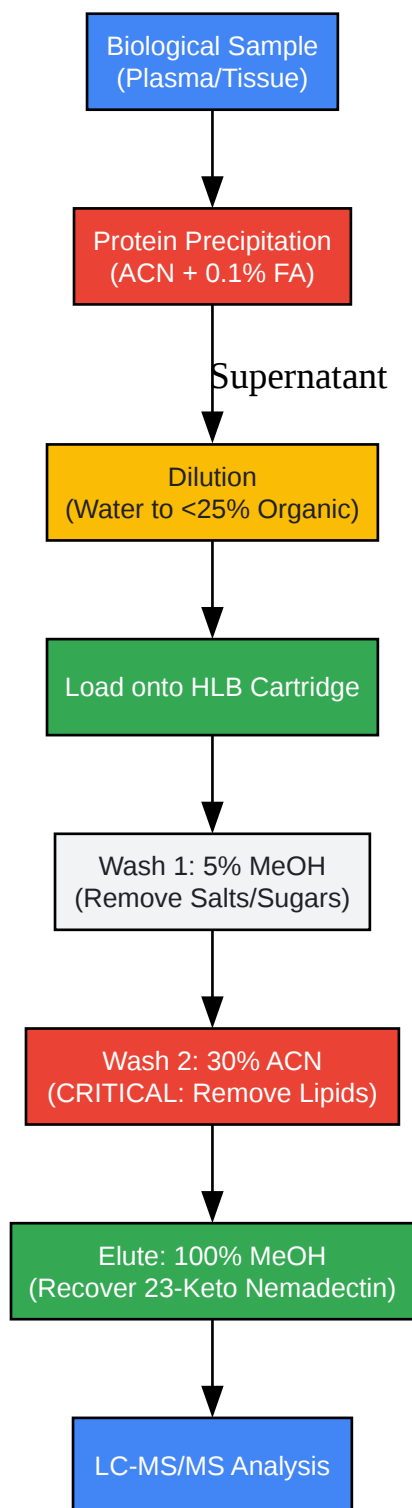 Biological Sample
(Plasma/Tissue)
Protein Precipitation
(ACN + 0.1% FA)
Supernatant
Dilution
(Water to <25% Organic)
Load onto HLB Cartridge
Wash 1: 5% MeOH
(Remove Salts/Sugars)
Wash 2: 30% ACN
(CRITICAL: Remove Lipids)
Elute: 100% MeOH
(Recover 23-Keto Nemadectin)
LC-MS/MS Analysis